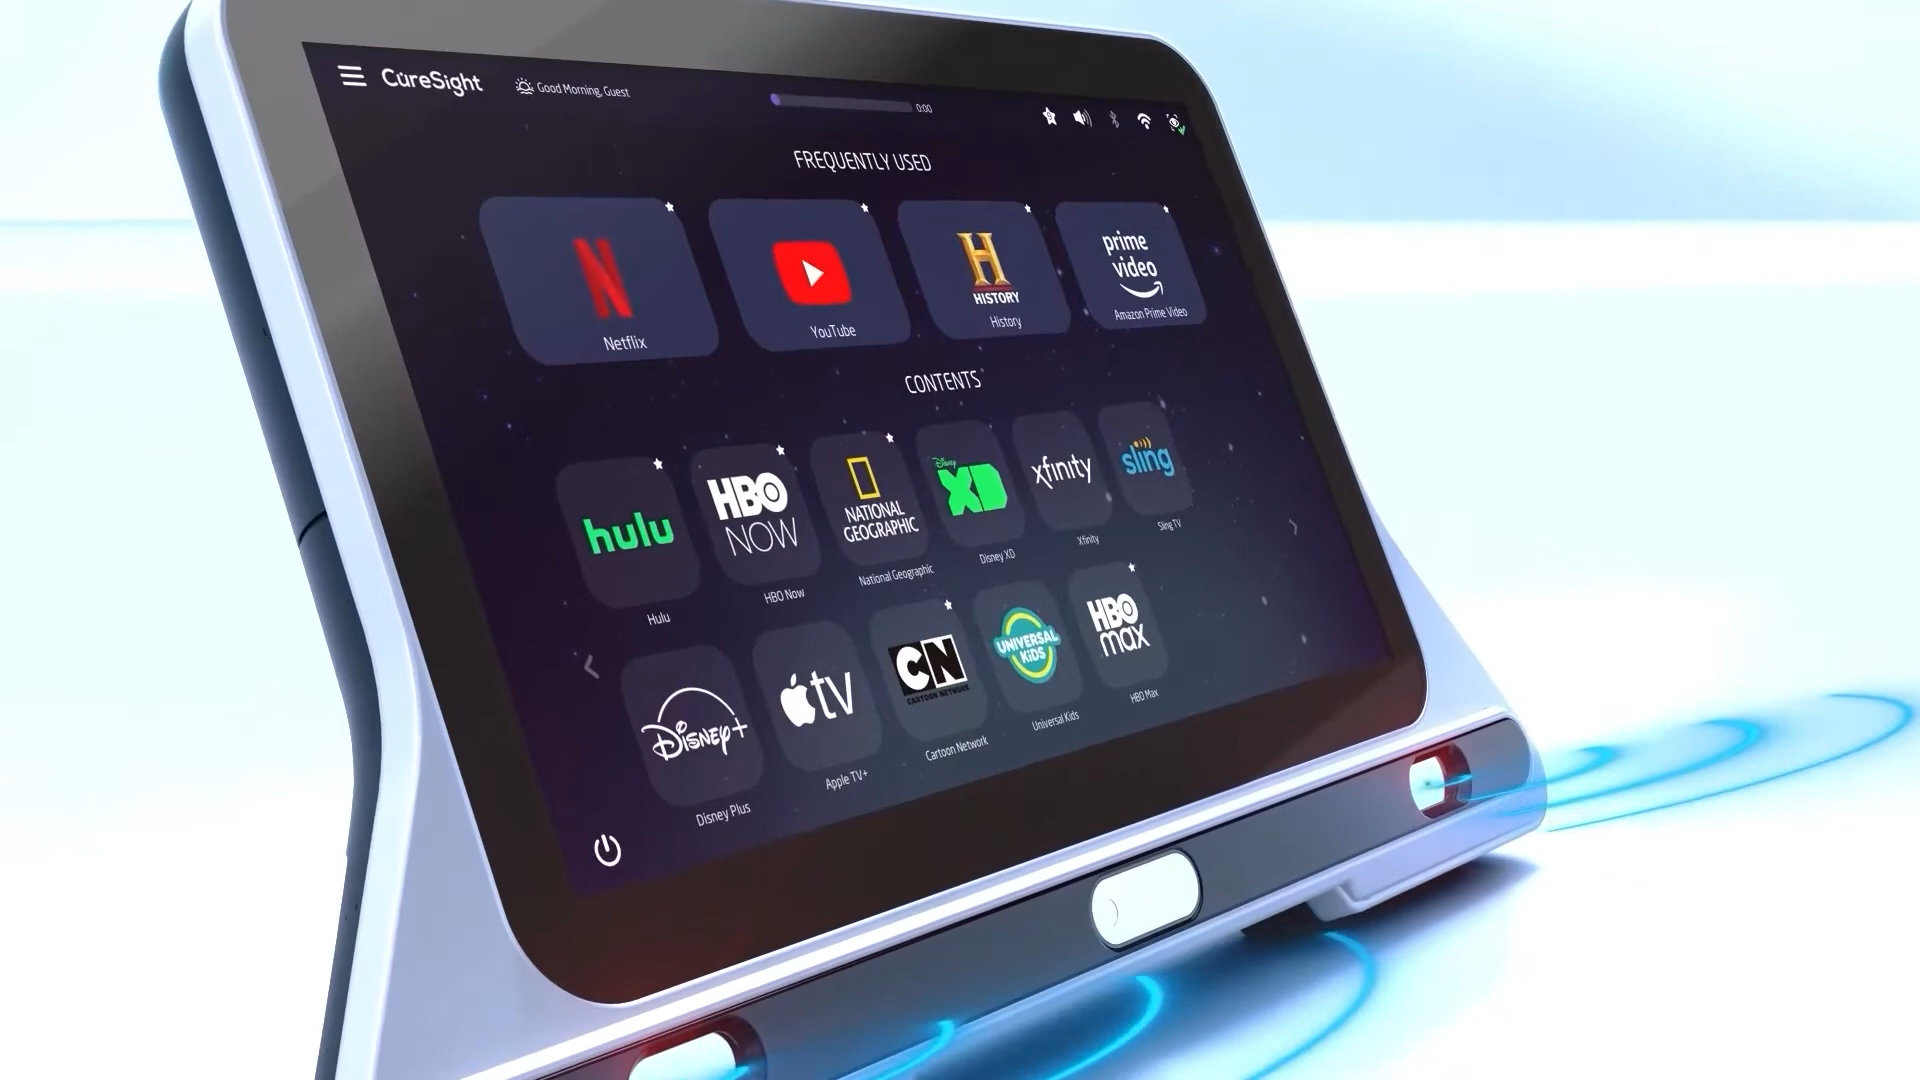 CureSight
Good Morning, Guest
0:00
FREQUENTLY USED
N
Netflix
YouTube
H
HISTORY
History
prime
video
Amazon Prime Video
CONTENTS
hulu
Hulu
HBO
NOW
HBO Now
NATIONAL
GEOGRAPHIC
National Geographic
Disney
XD
Disney XD
xfinity
Xfinity
sling
Sling TV
Disney+
Disney Plus
tv
Apple TV+
CN
CARTOON NETWORK
Cartoon Network
UNIVERSAL
KIDS
Universal Kids
HBO
max
HBO Max